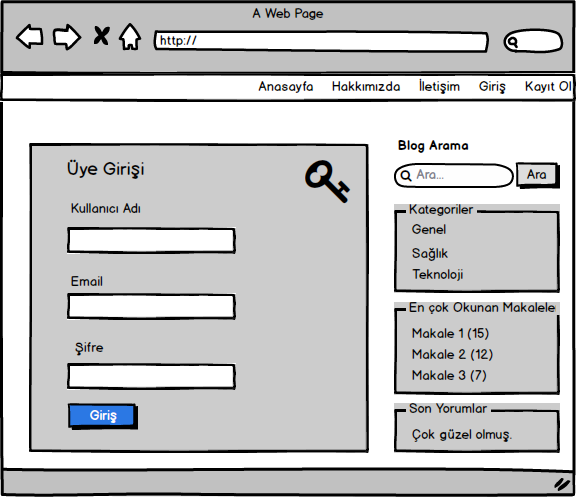 A Web Page
http://
Anasayfa Hakkımızda İletişim Giriş Kayıt Ol
Üye Girişi
Kullanıcı Adı
Email
Şifre
Giriş
Blog Arama
Ara...
Ara
Kategoriler
Genel
Sağlık
Teknoloji
En çok Okunan Makalele
Makale 1 (15)
Makale 2 (12)
Makale 3 (7)
Son Yorumlar
Çok güzel olmuş.